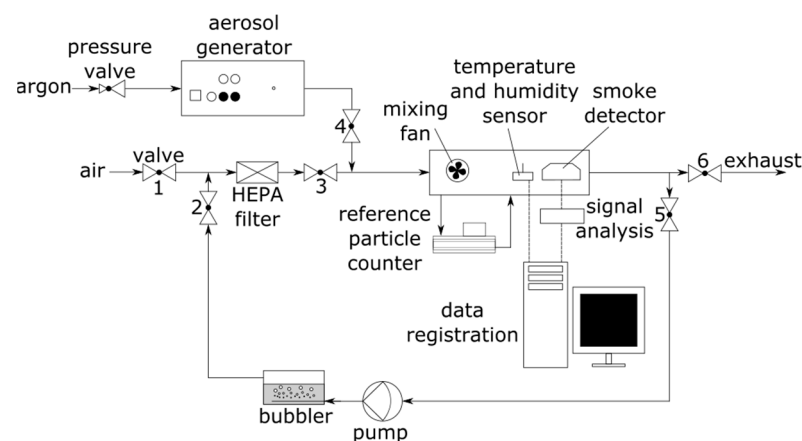 aerosol
generator
pressure
valve
argon
4
temperature
and humidity
sensor
smoke
detector
mixing
fan
air
valve
1
2
HEPA
filter
3
6
exhaust
5
reference
particle
counter
signal
analysis
data
registration
bubbler
pump